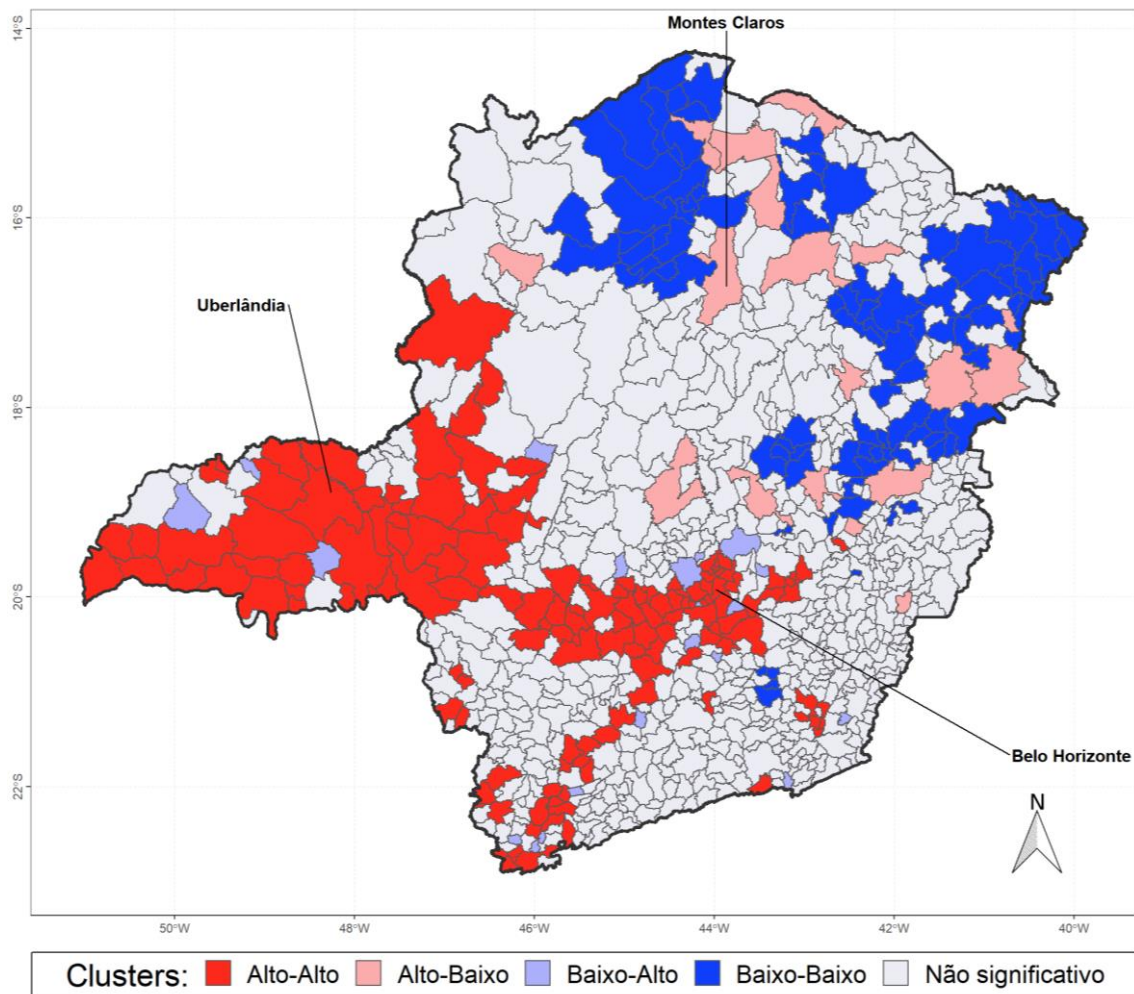 Montes Claros
14°S
16°S
Uberlândia
18°S
20°S
Belo Horizonte
22°S
N
50°W 48°W 46°W 44°W 42°W 40°W
Clusters: Alto-Alto Alto-Baixo Baixo-Alto Baixo-Baixo Não significativo